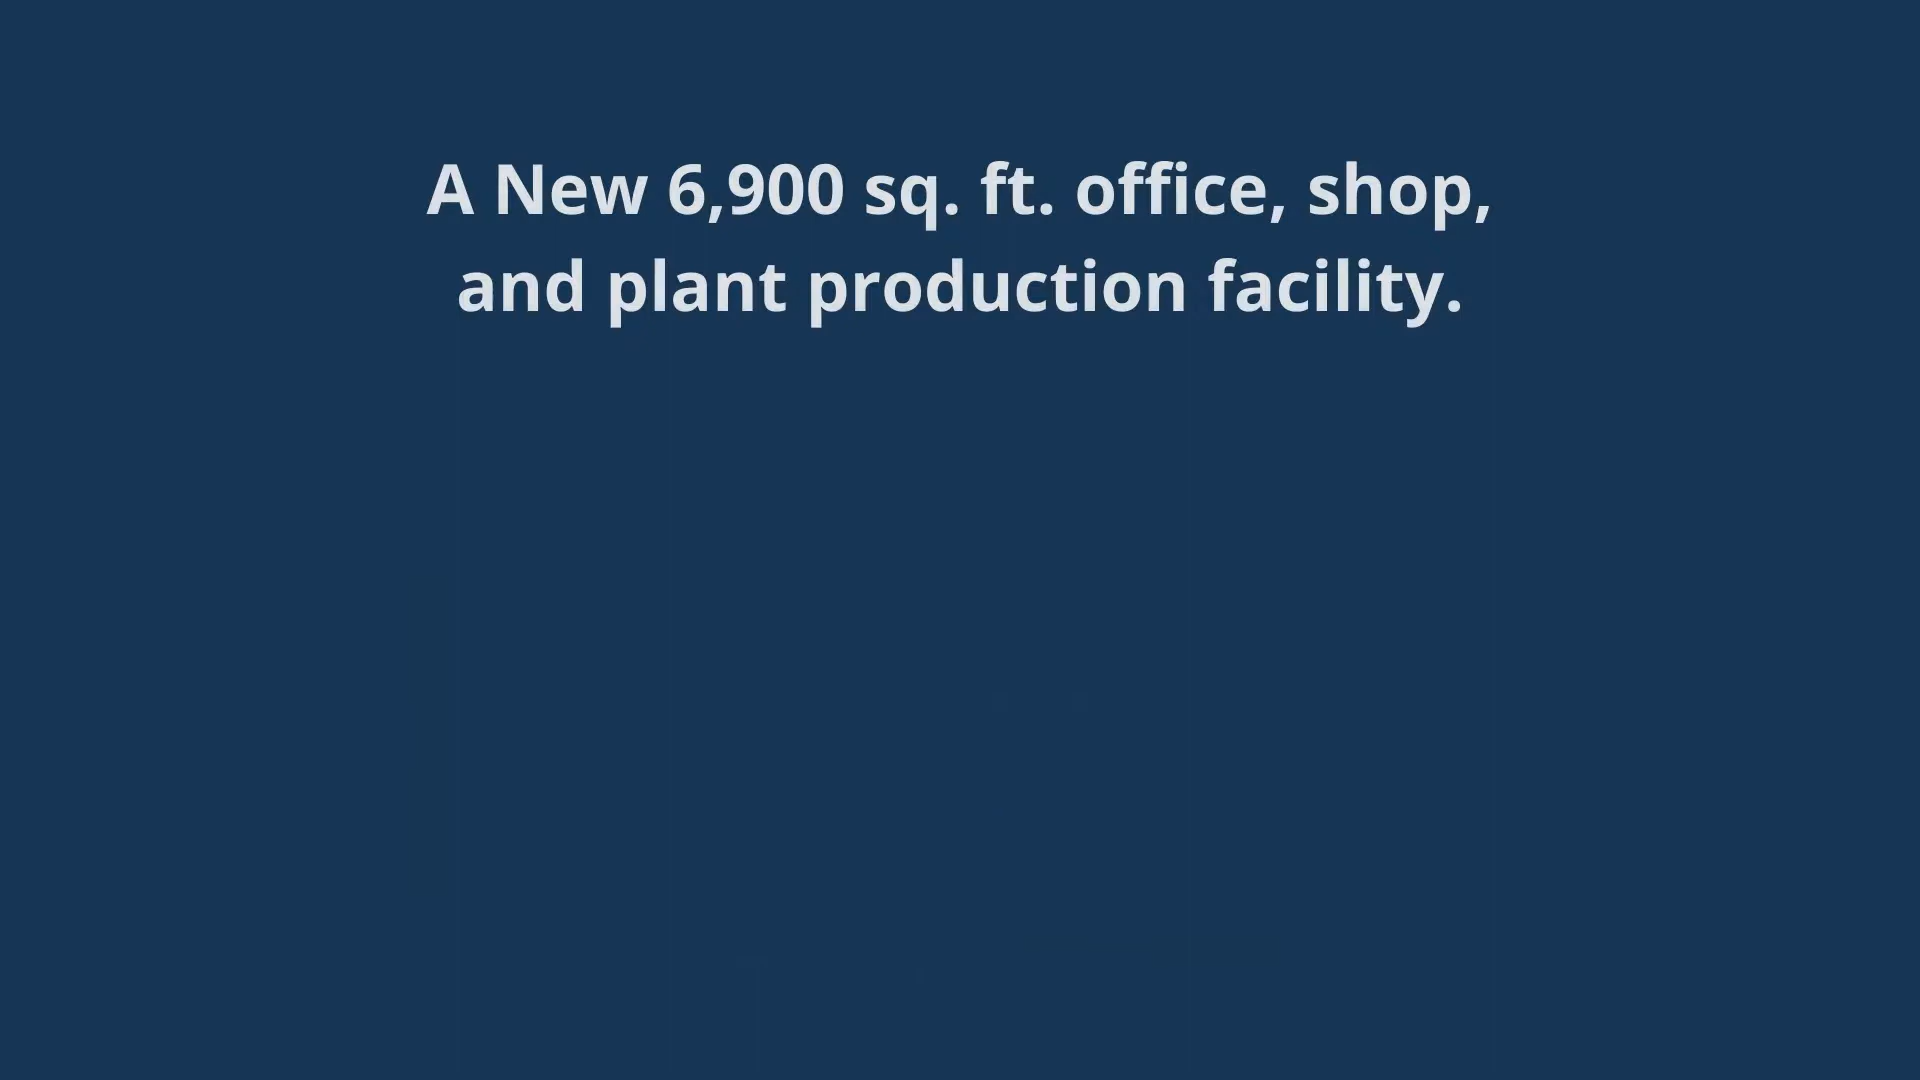 A New 6,900 sq. ft. office, shop,
and plant production facility.